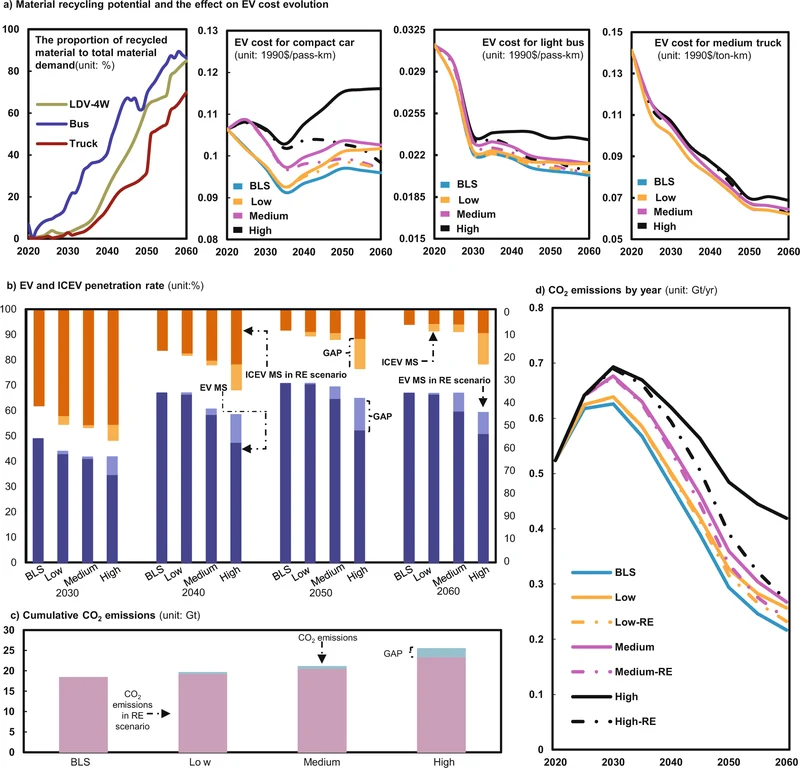 a) Material recycling potential and the effect on EV cost evolution
100
80
60
40
20
0
The proportion of recycled
material to total material
demand(unit: %)
LDV-4W
Bus
Truck
2020 2030 2040 2050 2060
0.13
0.12
0.11
0.1
0.09
0.08
EV cost for compact car
(unit: 1990$/pass-km)
BLS
Low
Medium
High
2020 2030 2040 2050 2060
0.0325
0.029
0.0255
0.022
0.0185
0.015
EV cost for light bus
(unit: 1990$/pass-km)
BLS
Low
Medium
High
2020 2030 2040 2050 2060
0.15
0.13
0.11
0.09
0.07
0.05
EV cost for medium truck
(unit: 1990$/ton-km)
BLS
Low
Medium
High
2020 2030 2040 2050 2060
b) EV and ICEV penetration rate (unit:%)
100
90
80
70
60
50
40
30
20
10
0
0
10
20
30
40
50
60
70
80
90
0
EV MS
ICEV MS in RE scenario
GAP
GAP
ICEV MS
EV MS in RE scenario
BLS Low Medium High
BLS Low Medium High
BLS Low Medium High
BLS Low Medium High
2030 2040 2050 2060
c) Cumulative CO2 emissions (unit: Gt)
30
25
20
15
10
5
0
CO2
emissions
in RE
scenario
CO2 emissions
GAP
BLS Lo w Medium High
d) CO2 emissions by year (unit: Gt/yr)
0.8
0.7
0.6
0.5
0.4
0.3
0.2
0.1
0
BLS
Low
Low-RE
Medium
Medium-RE
High
High-RE
2020 2030 2040 2050 2060